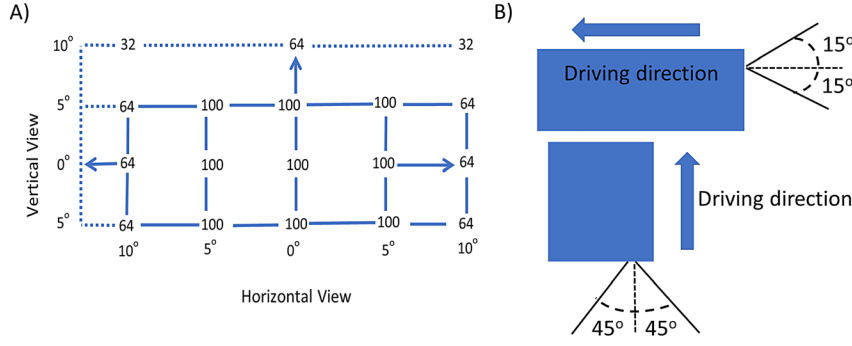 A)
10° 32 64 32
5° 64 100 100 100 64
0° 64 100 100 100 64
5° 64 100 100 100 64
10° 5° 0° 5° 10°
Vertical View
Horizontal View
B)
Driving direction
15°
15°
Driving direction
45° 45°